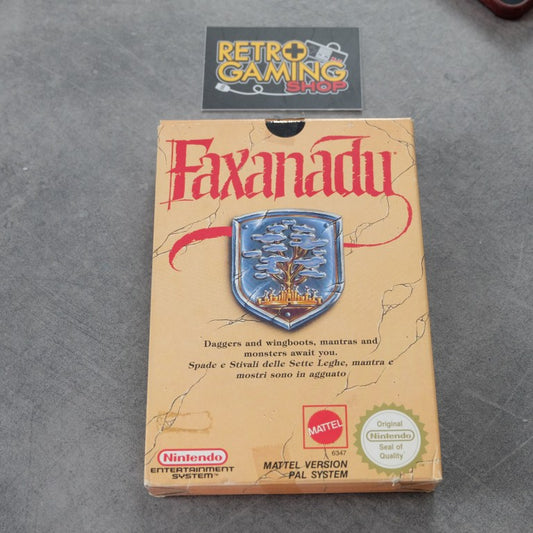 RETRO
GAMING
SHOP
Faxanadu
Daggers and wingboots, mantras and
monsters await you.
Spade e Stivali delle Sette Leghe, mantra e
mostri sono in agguato
MATTEL
6347
Original
Nintendo
Seal of
Quality
Nintendo
ENTERTAINMENT
SYSTEM™
MATTEL VERSION
PAL SYSTEM